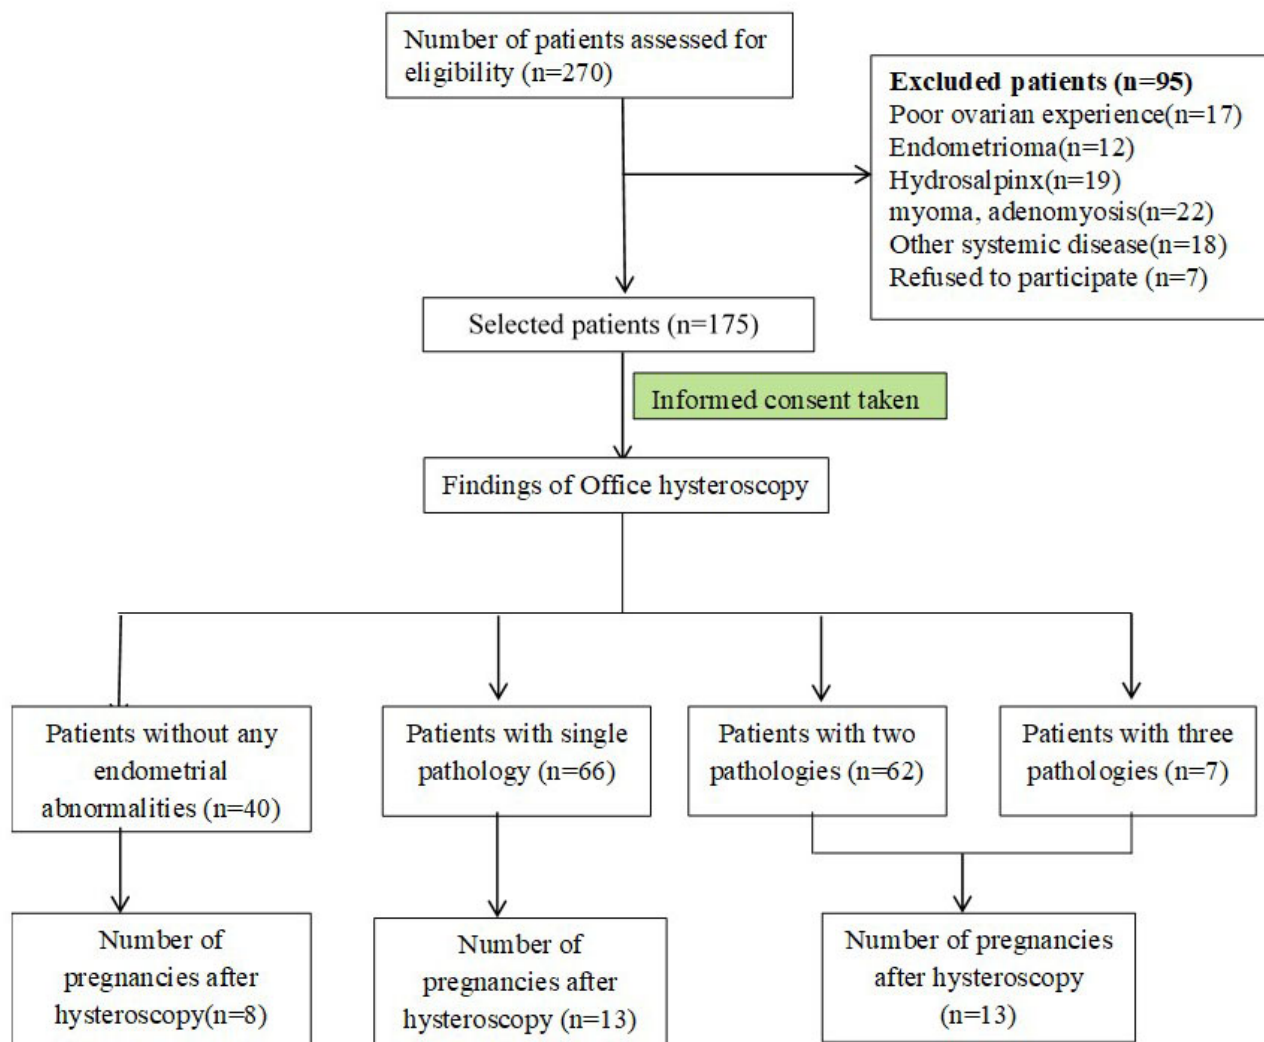 Number of patients assessed for
eligibility (n=270)
Excluded patients (n=95)
Poor ovarian experience(n=17)
Endometrioma(n=12)
Hydrosalpinx(n=19)
myoma, adenomyosis(n=22)
Other systemic disease(n=18)
Refused to participate (n=7)
Selected patients (n=175)
Informed consent taken
Findings of Office hysteroscopy
Patients without any
endometrial
abnormalities (n=40)
Patients with single
pathology (n=66)
Patients with two
pathologies (n=62)
Patients with three
pathologies (n=7)
Number of
pregnancies after
hysteroscopy(n=8)
Number of
pregnancies after
hysteroscopy (n=13)
Number of pregnancies
after hysteroscopy
(n=13)